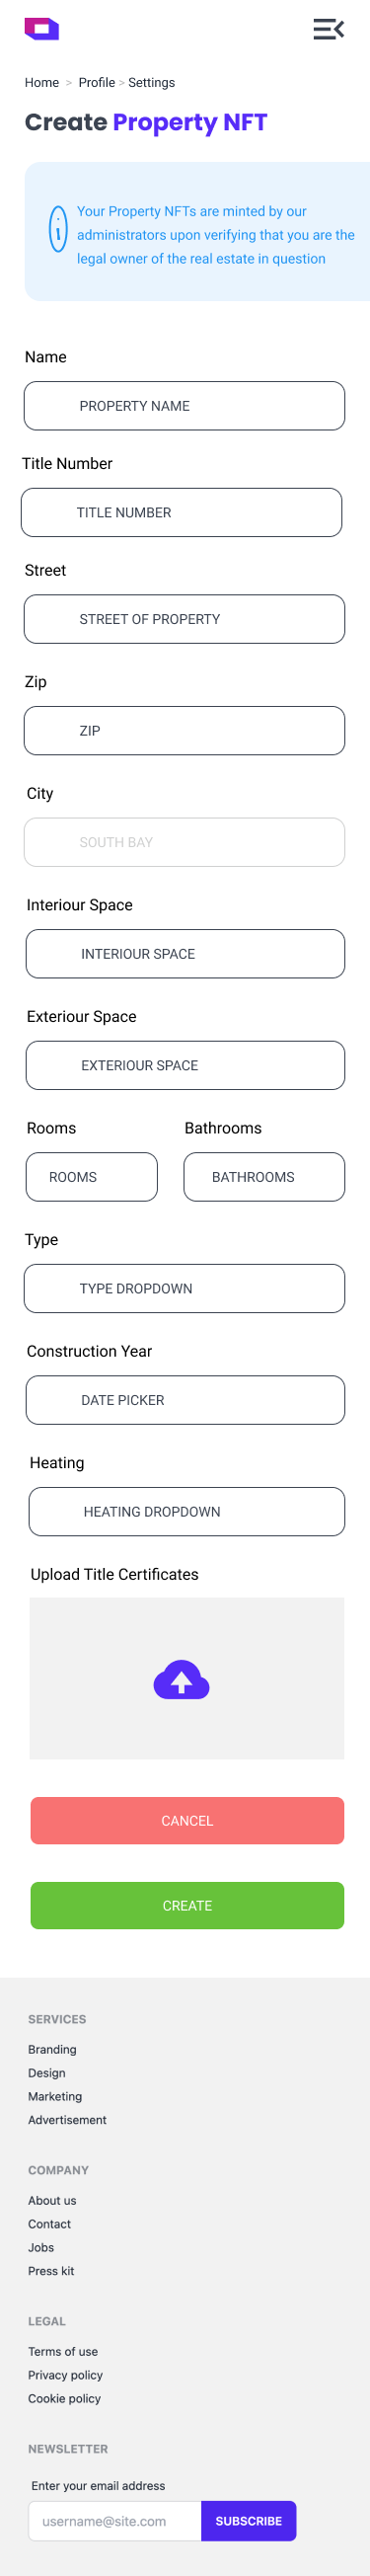 Home > Profile > Settings
Create Property NFT
Your Property NFTs are minted by our
administrators upon verifying that you are the
legal owner of the real estate in question
Name
PROPERTY NAME
Title Number
TITLE NUMBER
Street
STREET OF PROPERTY
Zip
ZIP
City
SOUTH BAY
Interiour Space
INTERIOUR SPACE
Exteriour Space
EXTERIOUR SPACE
Rooms Bathrooms
ROOMS BATHROOMS
Type
TYPE DROPDOWN
Construction Year
DATE PICKER
Heating
HEATING DROPDOWN
Upload Title Certificates
CANCEL
CREATE
SERVICES
Branding
Design
Marketing
Advertisement
COMPANY
About us
Contact
Jobs
Press kit
LEGAL
Terms of use
Privacy policy
Cookie policy
NEWSLETTER
Enter your email address
username@site.com SUBSCRIBE